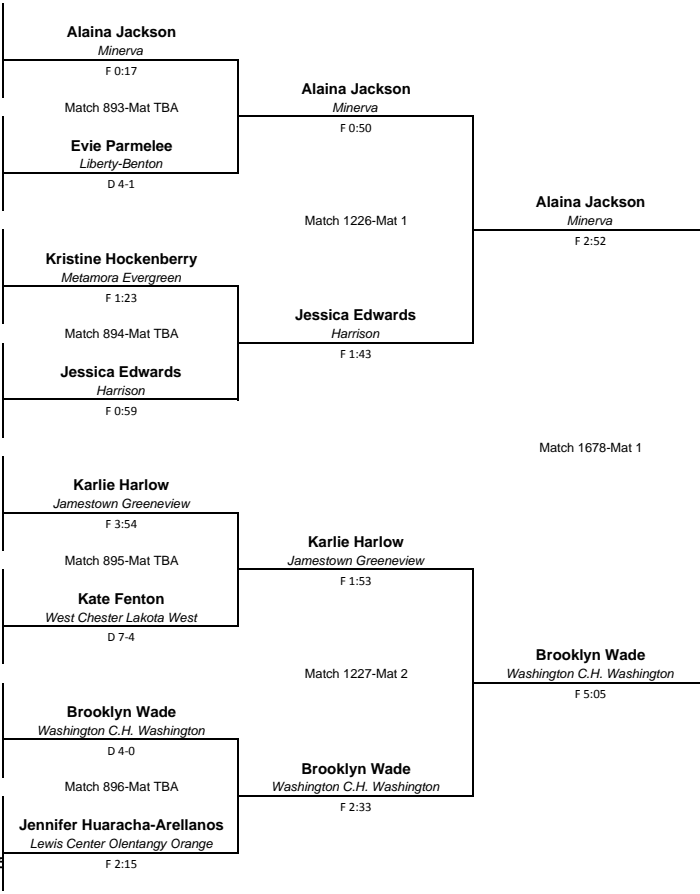 Alaina Jackson
Minerva
F 0:17
Match 893-Mat TBA
Evie Parmelee
Liberty-Benton
D 4-1
Alaina Jackson
Minerva
F 0:50
Match 1226-Mat 1
Kristine Hockenberry
Metamora Evergreen
F 1:23
Match 894-Mat TBA
Jessica Edwards
Harrison
F 0:59
Jessica Edwards
Harrison
F 1:43
Alaina Jackson
Minerva
F 2:52
Match 1678-Mat 1
Karlie Harlow
Jamestown Greeneview
F 3:54
Match 895-Mat TBA
Kate Fenton
West Chester Lakota West
D 7-4
Karlie Harlow
Jamestown Greeneview
F 1:53
Match 1227-Mat 2
Brooklyn Wade
Washington C.H. Washington
D 4-0
Match 896-Mat TBA
Jennifer Huaracha-Arellanos
Lewis Center Olentangy Orange
F 2:15
Brooklyn Wade
Washington C.H. Washington
F 2:33
Brooklyn Wade
Washington C.H. Washington
F 5:05